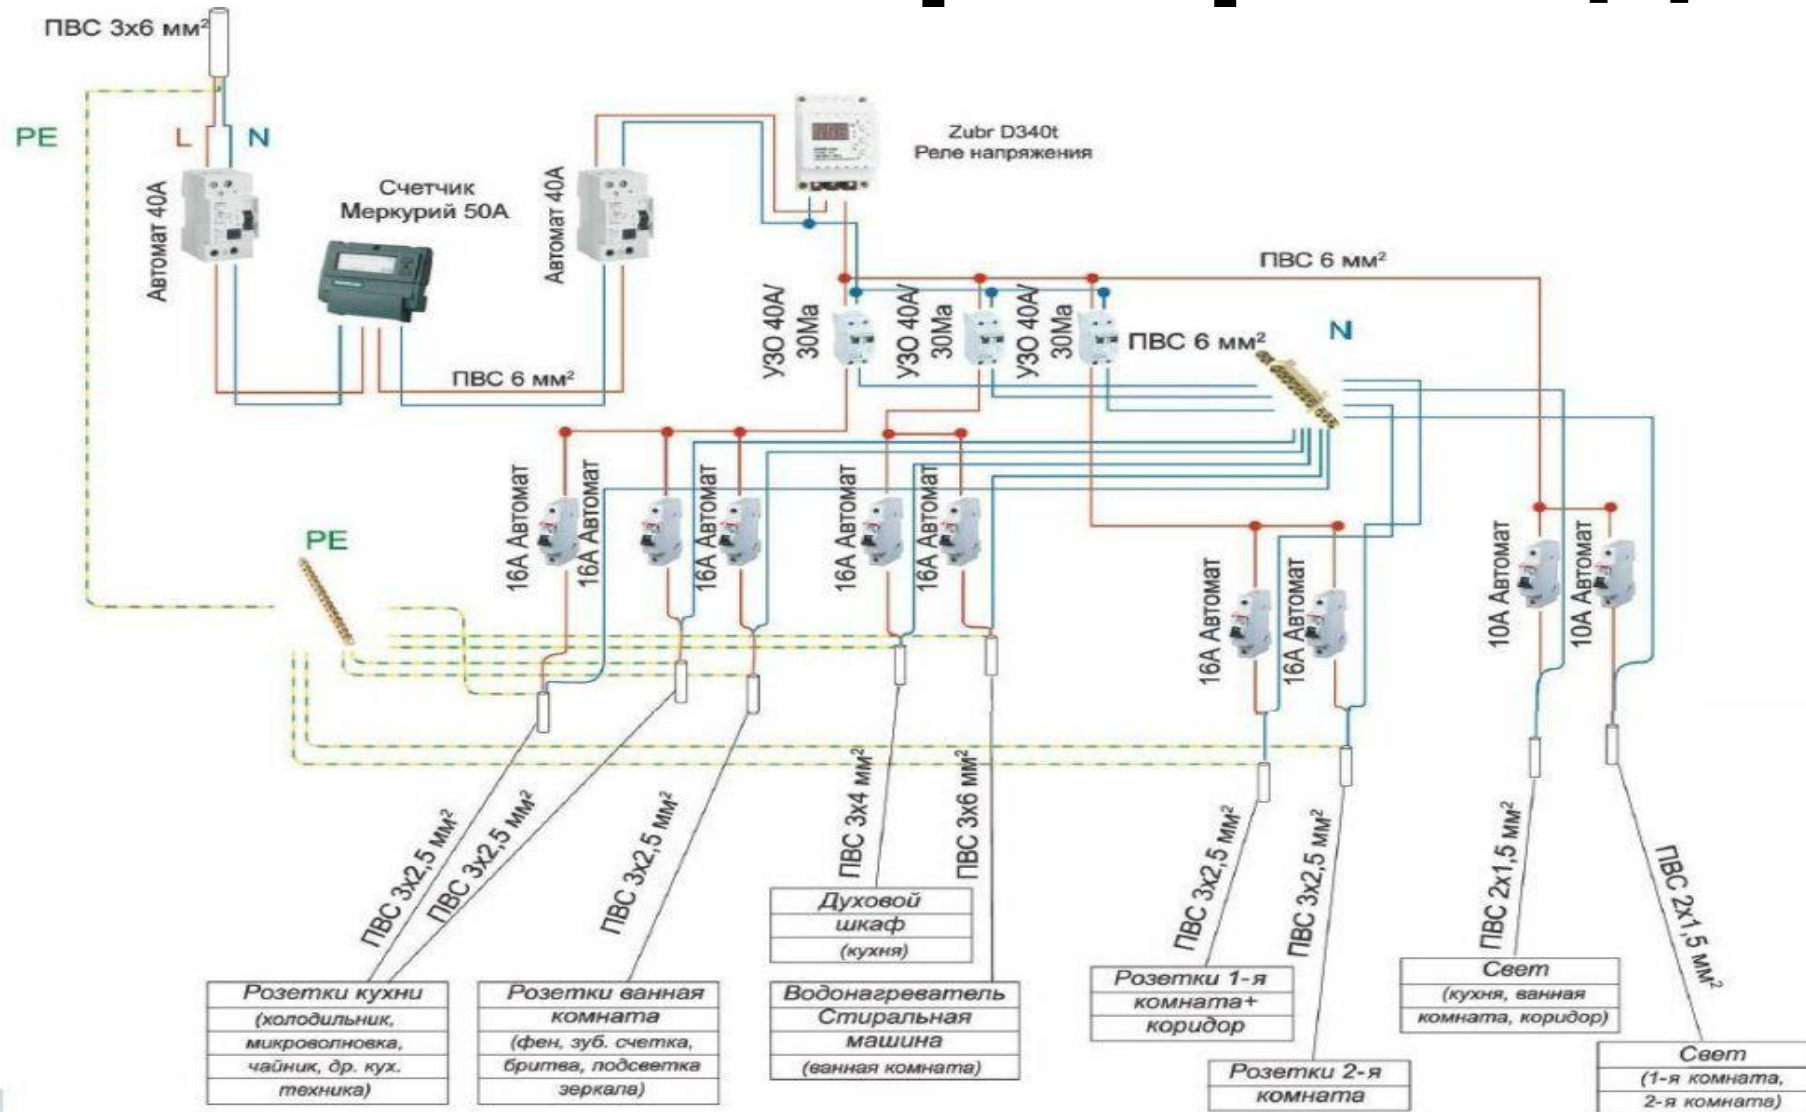 ПВС 3х6 мм²
PE
L
N
Автомат 40А
Счетчик
Меркурий 50А
Автомат 40А
Zubr D340t
Реле напряжения
ПВС 6 мм²
ПВС 6 мм²
УЗО 40А/
30Ма
УЗО 40А/
30Ма
УЗО 40А/
30Ма
ПВС 6 мм²
N
PE
16А Автомат
16А Автомат
16А Автомат
16А Автомат
16А Автомат
16А Автомат
16А Автомат
10А Автомат
10А Автомат
ПВС 3х2,5 мм²
ПВС 3х2,5 мм²
ПВС 3х2,5 мм²
ПВС 3х4 мм²
ПВС 3х6 мм²
ПВС 3х2,5 мм²
ПВС 3х2,5 мм²
ПВС 2х1,5 мм²
ПВС 2х1,5 мм²
Розетки кухни
(холодильник,
микроволновка,
чайник, др. кух.
техника)
Розетки ванная
комната
(фен, зуб. счетка,
бритва, подсветка
зеркала)
Духовой
шкаф
(кухня)
Водонагреватель
Стиральная
машина
(ванная комната)
Розетки 1-я
комната+
коридор
Розетки 2-я
комната
Свет
(кухня, ванная
комната, коридор)
Свет
(1-я комната,
2-я комната)